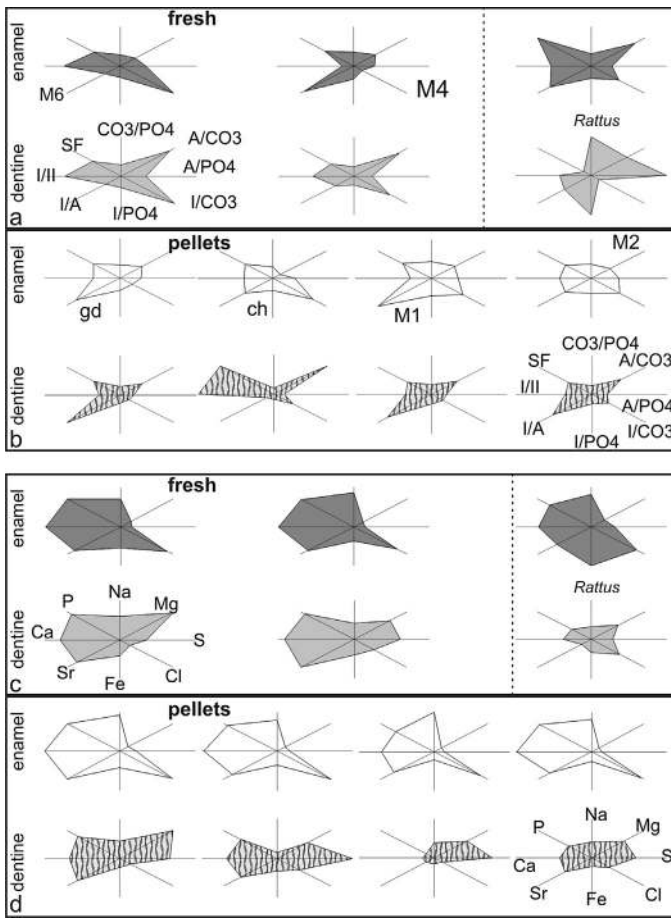 fresh
enamel
M6
M4
Rattus
CO3/PO4
SF
A/CO3
I/II
A/PO4
I/A
I/PO4
I/CO3
dentine
a
pellets
enamel
gd
ch
M1
M2
dentine
CO3/PO4
SF
A/CO3
I/II
A/PO4
I/A
I/PO4
I/CO3
b
fresh
enamel
Rattus
dentine
Na
P
Mg
Ca
S
Sr
Fe
Cl
c
pellets
enamel
dentine
Na
P
Mg
Ca
S
Sr
Fe
Cl
d